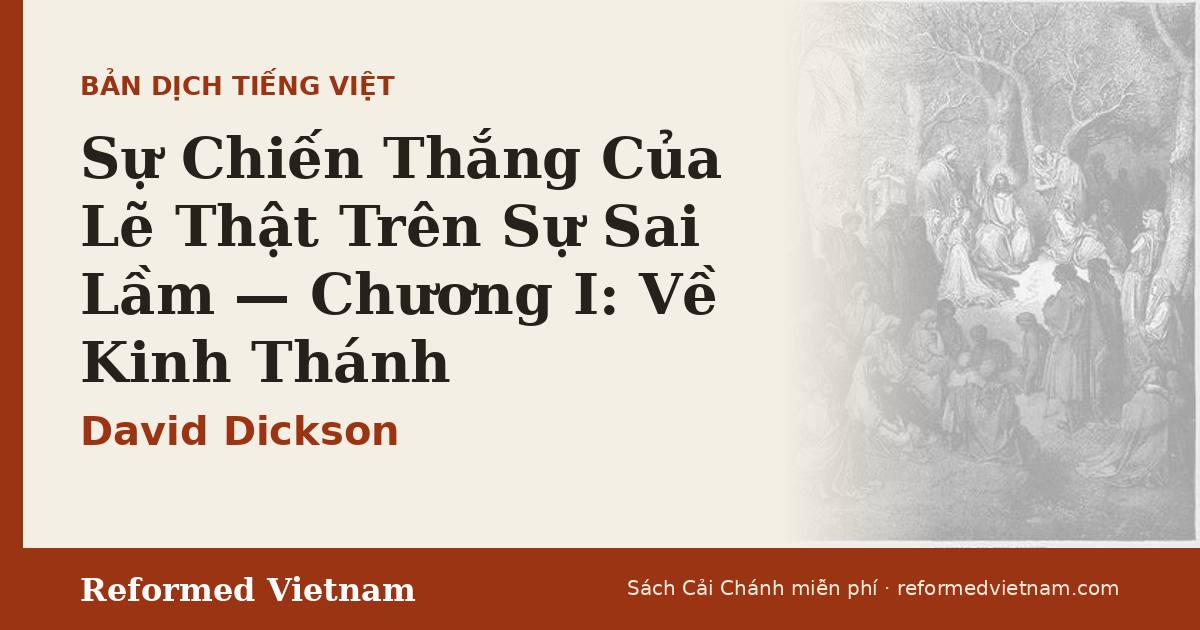 BẢN DỊCH TIẾNG VIỆT
Sự Chiến Thắng Của
Lẽ Thật Trên Sự Sai
Lầm — Chương I: Về
Kinh Thánh
David Dickson
Reformed Vietnam
Sách Cải Chánh miễn phí · reformedvietnam.com